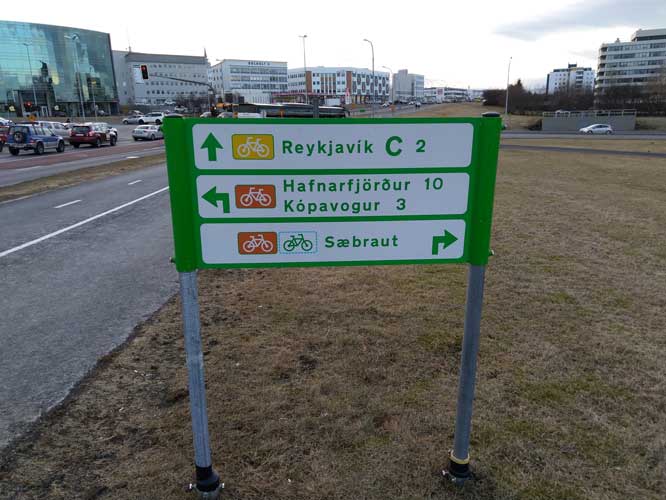 Reykjavík C 2
Hafnarfjörður 10
Kópavogur 3
Sæbraut